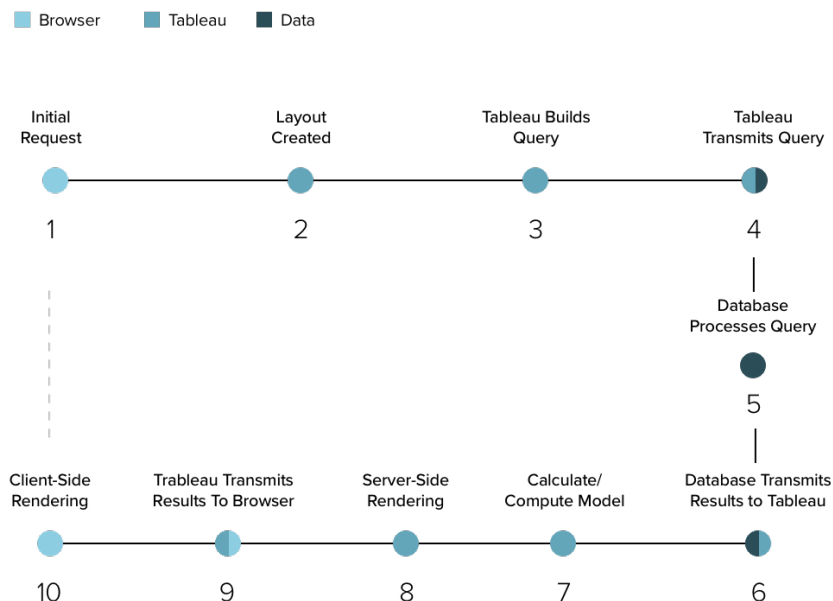 Browser
Tableau
Data
Initial
Request
Layout
Created
Tableau Builds
Query
Tableau
Transmits Query
1
2
3
4
Database
Processes Query
5
Client-Side
Rendering
Trableau Transmits
Results To Browser
Server-Side
Rendering
Calculate/
Compute Model
Database Transmits
Results to Tableau
10
9
8
7
6